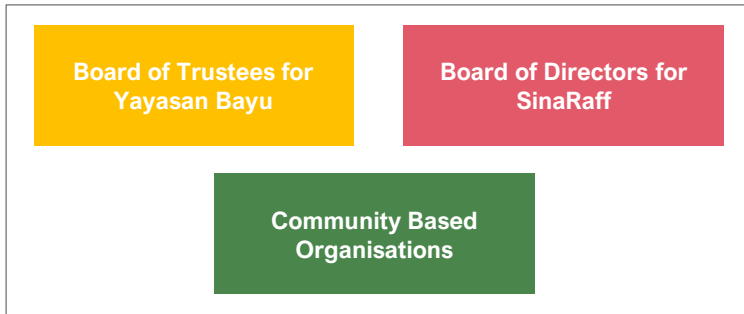 Board of Trustees for
Yayasan Bayu
Board of Directors for
SinaRaff
Community Based
Organisations